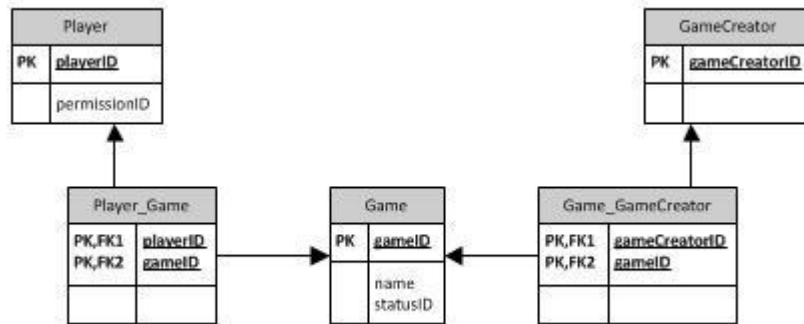 Player
PK playerID
permissionID
GameCreator
PK gameCreatorID
Player_Game
PK,FK1 playerID
PK,FK2 gameID
Game
PK gameID
name
statusID
Game_GameCreator
PK,FK1 gameCreatorID
PK,FK2 gameID